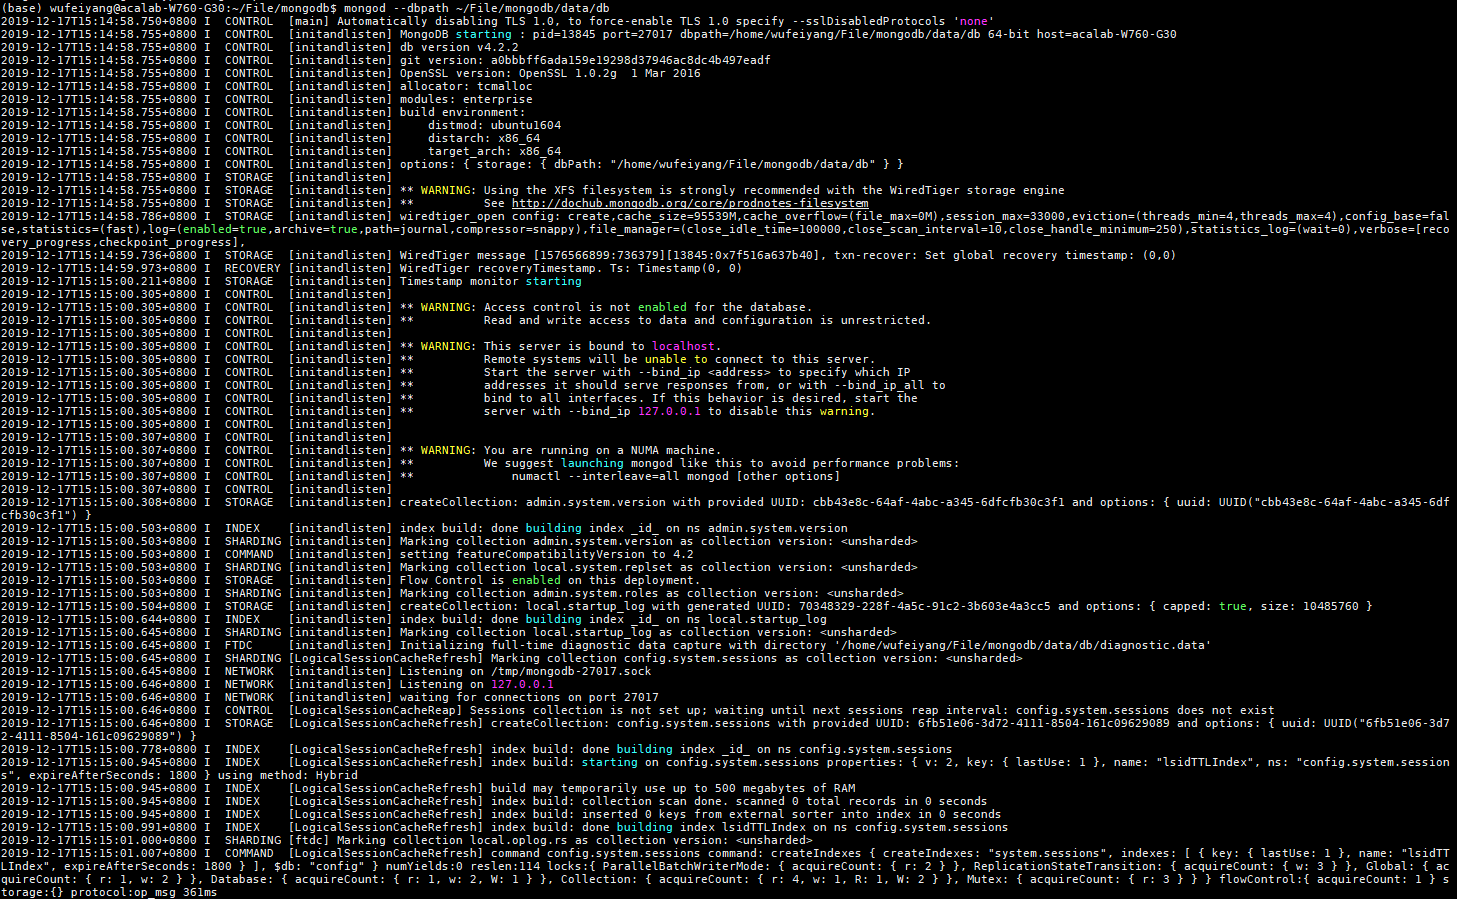 (base) wufeiyang@acalab-W760-G30:~/File/mongodb$ mongod --dbpath ~/File/mongodb/data/db
2019-12-17T15:14:58.750+0800 I  CONTROL  [main] Automatically disabling TLS 1.0, to force-enable TLS 1.0 specify --sslDisabledProtocols 'none'
2019-12-17T15:14:58.755+0800 I  CONTROL  [initandlisten] MongoDB starting : pid=13845 port=27017 dbpath=/home/wufeiyang/File/mongodb/data/db 64-bit host=acalab-W760-G30
2019-12-17T15:14:58.755+0800 I  CONTROL  [initandlisten] db version v4.2.2
2019-12-17T15:14:58.755+0800 I  CONTROL  [initandlisten] git version: a0bbbff6ada159e19298d37946ac8dc4b497eadf
2019-12-17T15:14:58.755+0800 I  CONTROL  [initandlisten] OpenSSL version: OpenSSL 1.0.2g  1 Mar 2016
2019-12-17T15:14:58.755+0800 I  CONTROL  [initandlisten] allocator: tcmalloc
2019-12-17T15:14:58.755+0800 I  CONTROL  [initandlisten] modules: enterprise
2019-12-17T15:14:58.755+0800 I  CONTROL  [initandlisten] build environment:
2019-12-17T15:14:58.755+0800 I  CONTROL  [initandlisten]     distmod: ubuntu1604
2019-12-17T15:14:58.755+0800 I  CONTROL  [initandlisten]     distarch: x86_64
2019-12-17T15:14:58.755+0800 I  CONTROL  [initandlisten]     target_arch: x86_64
2019-12-17T15:14:58.755+0800 I  CONTROL  [initandlisten] options: { storage: { dbPath: "/home/wufeiyang/File/mongodb/data/db" } }
2019-12-17T15:14:58.755+0800 I  STORAGE  [initandlisten]
2019-12-17T15:14:58.755+0800 I  STORAGE  [initandlisten] ** WARNING: Using the XFS filesystem is strongly recommended with the WiredTiger storage engine
2019-12-17T15:14:58.755+0800 I  STORAGE  [initandlisten] **          See http://dochub.mongodb.org/core/prodnotes-filesystem
2019-12-17T15:14:58.786+0800 I  STORAGE  [initandlisten] wiredtiger_open config: create,cache_size=95539M,cache_overflow=(file_max=0M),session_max=33000,eviction=(threads_min=4,threads_max=4),config_base=fal
se,statistics=(fast),log=(enabled=true,archive=true,path=journal,compressor=snappy),file_manager=(close_idle_time=100000,close_scan_interval=10,close_handle_minimum=250),statistics_log=(wait=0),verbose=[reco
very_progress,checkpoint_progress],
2019-12-17T15:14:59.736+0800 I  STORAGE  [initandlisten] WiredTiger message [1576566899:736379][13845:0x7f516a637b40], txn-recover: Set global recovery timestamp: (0,0)
2019-12-17T15:14:59.973+0800 I  RECOVERY [initandlisten] WiredTiger recoveryTimestamp. Ts: Timestamp(0, 0)
2019-12-17T15:15:00.211+0800 I  STORAGE  [initandlisten] Timestamp monitor starting
2019-12-17T15:15:00.305+0800 I  CONTROL  [initandlisten]
2019-12-17T15:15:00.305+0800 I  CONTROL  [initandlisten] ** WARNING: Access control is not enabled for the database.
2019-12-17T15:15:00.305+0800 I  CONTROL  [initandlisten] **          Read and write access to data and configuration is unrestricted.
2019-12-17T15:15:00.305+0800 I  CONTROL  [initandlisten]
2019-12-17T15:15:00.305+0800 I  CONTROL  [initandlisten] ** WARNING: This server is bound to localhost.
2019-12-17T15:15:00.305+0800 I  CONTROL  [initandlisten] **          Remote systems will be unable to connect to this server.
2019-12-17T15:15:00.305+0800 I  CONTROL  [initandlisten] **          Start the server with --bind_ip <address> to specify which IP
2019-12-17T15:15:00.305+0800 I  CONTROL  [initandlisten] **          addresses it should serve responses from, or with --bind_ip_all to
2019-12-17T15:15:00.305+0800 I  CONTROL  [initandlisten] **          bind to all interfaces. If this behavior is desired, start the
2019-12-17T15:15:00.305+0800 I  CONTROL  [initandlisten] **          server with --bind_ip 127.0.0.1 to disable this warning.
2019-12-17T15:15:00.305+0800 I  CONTROL  [initandlisten]
2019-12-17T15:15:00.307+0800 I  CONTROL  [initandlisten]
2019-12-17T15:15:00.307+0800 I  CONTROL  [initandlisten] ** WARNING: You are running on a NUMA machine.
2019-12-17T15:15:00.307+0800 I  CONTROL  [initandlisten] **          We suggest launching mongod like this to avoid performance problems:
2019-12-17T15:15:00.307+0800 I  CONTROL  [initandlisten] **              numactl --interleave=all mongod [other options]
2019-12-17T15:15:00.307+0800 I  CONTROL  [initandlisten]
2019-12-17T15:15:00.308+0800 I  STORAGE  [initandlisten] createCollection: admin.system.version with provided UUID: cbb43e8c-64af-4abc-a345-6dfcfb30c3f1 and options: { uuid: UUID("cbb43e8c-64af-4abc-a345-6df
cfb30c3f1") }
2019-12-17T15:15:00.503+0800 I  INDEX    [initandlisten] index build: done building index _id_ on ns admin.system.version
2019-12-17T15:15:00.503+0800 I  SHARDING [initandlisten] Marking collection admin.system.version as collection version: <unsharded>
2019-12-17T15:15:00.503+0800 I  COMMAND  [initandlisten] setting featureCompatibilityVersion to 4.2
2019-12-17T15:15:00.503+0800 I  SHARDING [initandlisten] Marking collection local.system.replset as collection version: <unsharded>
2019-12-17T15:15:00.503+0800 I  STORAGE  [initandlisten] Flow Control is enabled on this deployment.
2019-12-17T15:15:00.503+0800 I  SHARDING [initandlisten] Marking collection admin.system.roles as collection version: <unsharded>
2019-12-17T15:15:00.504+0800 I  STORAGE  [initandlisten] createCollection: local.startup_log with generated UUID: 70348329-228f-4a5c-91c2-3b603e4a3cc5 and options: { capped: true, size: 10485760 }
2019-12-17T15:15:00.644+0800 I  INDEX    [initandlisten] index build: done building index _id_ on ns local.startup_log
2019-12-17T15:15:00.645+0800 I  SHARDING [initandlisten] Marking collection local.startup_log as collection version: <unsharded>
2019-12-17T15:15:00.645+0800 I  FTDC     [initandlisten] Initializing full-time diagnostic data capture with directory '/home/wufeiyang/File/mongodb/data/db/diagnostic.data'
2019-12-17T15:15:00.645+0800 I  SHARDING [LogicalSessionCacheRefresh] Marking collection config.system.sessions as collection version: <unsharded>
2019-12-17T15:15:00.645+0800 I  NETWORK  [initandlisten] Listening on /tmp/mongodb-27017.sock
2019-12-17T15:15:00.646+0800 I  NETWORK  [initandlisten] Listening on 127.0.0.1
2019-12-17T15:15:00.646+0800 I  NETWORK  [initandlisten] waiting for connections on port 27017
2019-12-17T15:15:00.646+0800 I  CONTROL  [LogicalSessionCacheReap] Sessions collection is not set up; waiting until next sessions reap interval: config.system.sessions does not exist
2019-12-17T15:15:00.646+0800 I  STORAGE  [LogicalSessionCacheRefresh] createCollection: config.system.sessions with provided UUID: 6fb51e06-3d72-4111-8504-161c09629089 and options: { uuid: UUID("6fb51e06-3d7
2-4111-8504-161c09629089") }
2019-12-17T15:15:00.778+0800 I  INDEX    [LogicalSessionCacheRefresh] index build: done building index _id_ on ns config.system.sessions
2019-12-17T15:15:00.945+0800 I  INDEX    [LogicalSessionCacheRefresh] index build: starting on config.system.sessions properties: { v: 2, key: { lastUse: 1 }, name: "lsidTTLIndex", ns: "config.system.session
s", expireAfterSeconds: 1800 } using method: Hybrid
2019-12-17T15:15:00.945+0800 I  INDEX    [LogicalSessionCacheRefresh] build may temporarily use up to 500 megabytes of RAM
2019-12-17T15:15:00.945+0800 I  INDEX    [LogicalSessionCacheRefresh] index build: collection scan done. scanned 0 total records in 0 seconds
2019-12-17T15:15:00.945+0800 I  INDEX    [LogicalSessionCacheRefresh] index build: inserted 0 keys from external sorter into index in 0 seconds
2019-12-17T15:15:00.991+0800 I  INDEX    [LogicalSessionCacheRefresh] index build: done building index lsidTTLIndex on ns config.system.sessions
2019-12-17T15:15:01.000+0800 I  SHARDING [ftdc] Marking collection local.oplog.rs as collection version: <unsharded>
2019-12-17T15:15:01.007+0800 I  COMMAND  [LogicalSessionCacheRefresh] command config.system.sessions command: createIndexes { createIndexes: "system.sessions", indexes: [ { key: { lastUse: 1 }, name: "lsidTT
LIndex", expireAfterSeconds: 1800 } ], $db: "config" } numYields:0 reslen:114 locks:{ ParallelBatchWriterMode: { acquireCount: { r: 2 } }, ReplicationStateTransition: { acquireCount: { w: 3 } }, Global: { ac
quireCount: { r: 1, w: 2 } }, Database: { acquireCount: { r: 1, w: 2, W: 1 } }, Collection: { acquireCount: { r: 4, w: 1, R: 1, W: 2 } }, Mutex: { acquireCount: { r: 3 } } } flowControl:{ acquireCount: 1 } s
torage:{} protocol:op_msg 361ms